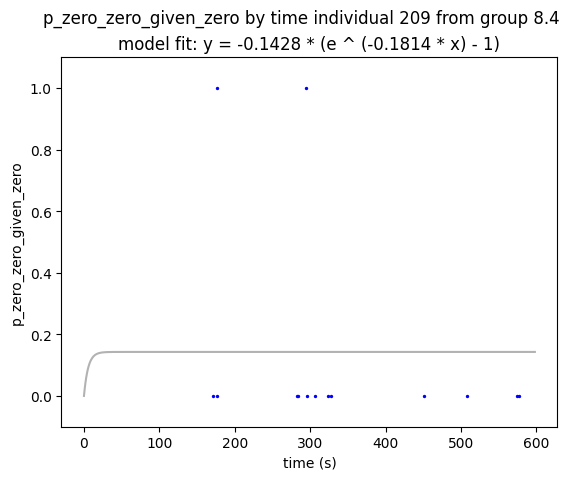 p_zero_zero_given_zero by time individual 209 from group 8.4
model fit: y = -0.1428 * (e ^ (-0.1814 * x) - 1)
1.0
0.8
0.6
0.4
0.2
0.0
p_zero_zero_given_zero
0 100 200 300 400 500 600
time (s)